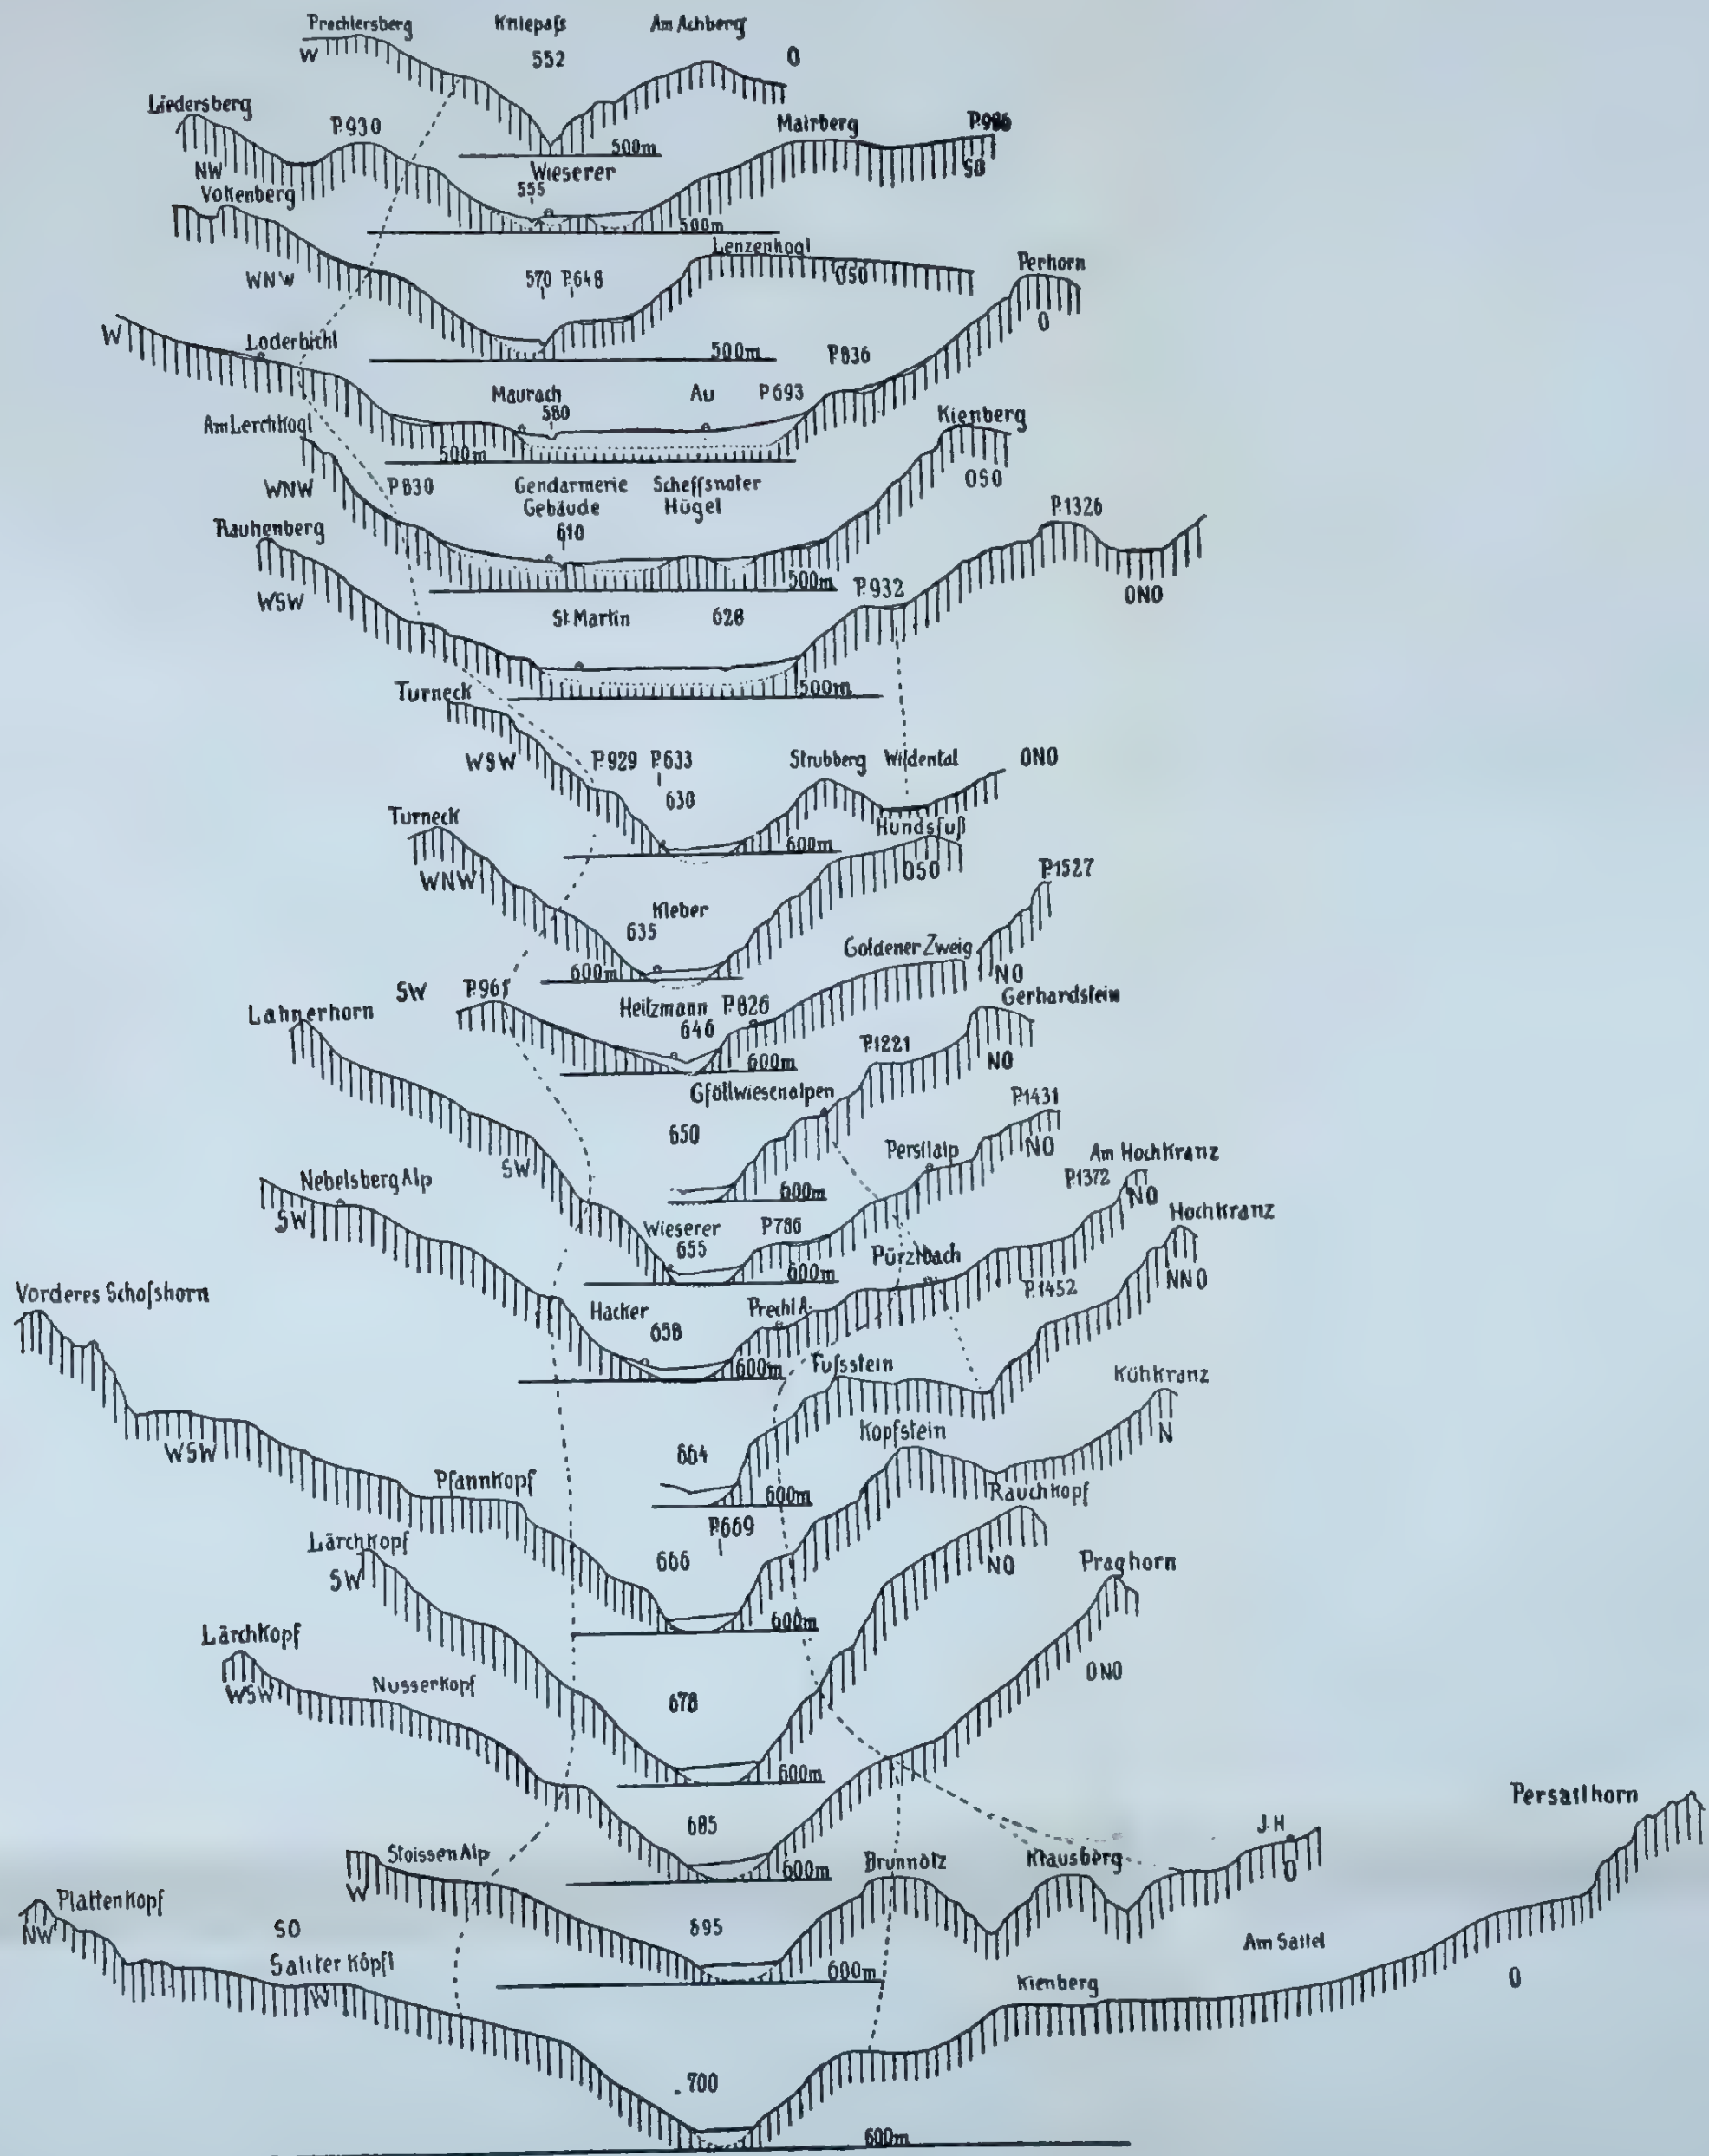 Prechlersberg Kniepaß Am Achberg
W 552 O
Liedersberg P.930 500m Mairberg P.986
NW Wieserer SO
555
Vokenberg 500m
WNW 570 P.648 Lenzenkogl OSO Perhorn
O
W Loderbichl 500m P.836
Maurach Au P.693
580
Am Lerchkogl 500m Kienberg
WNW P.830 Gendarmerie Scheffsnoter OSO
Gebäude Hügel
610 P.1326
Rauhenberg 500m P.932
WSW St. Martin 628 ONO
Turneck 500m
WSW P.929 P.633 Strubberg Wildental ONO
630
Turneck 600m Hundsfuß
WNW OSO P.1527
Kleber
635 Goldener Zweig
600m NO
SW P.961 Heitzmann P.826 Gerhardstein
Lahnerhorn 646
600m P.1221 NO
Gföllwiesenalpen P.1431
650 Persilalp NO Am Hochkranz
SW 600m P.1372 NO
Nebelsberg Alp Hochkranz
SW Wieserer P.786
655 600m Pürzlbach NNO
Vorderes Schofshorn P.1452
Hacker Prechl A.
658
600m Fußstein Kühkranz
WSW 664 Kopfstein N
Pfannkopf 600m Rauchkopf
P.669
Lärchkopf 666 NO
SW 600m Praghorn
Lärchkopf
WSW Nusserkopf ONO
678
600m
685 Persailhorn
Stoissen Alp 600m Brunnotz Klausberg J.H.
W O
Plattenkopf
NW SO 695 Am Sattel
Saliter Köpfl 600m Kienberg O
W
700
600m